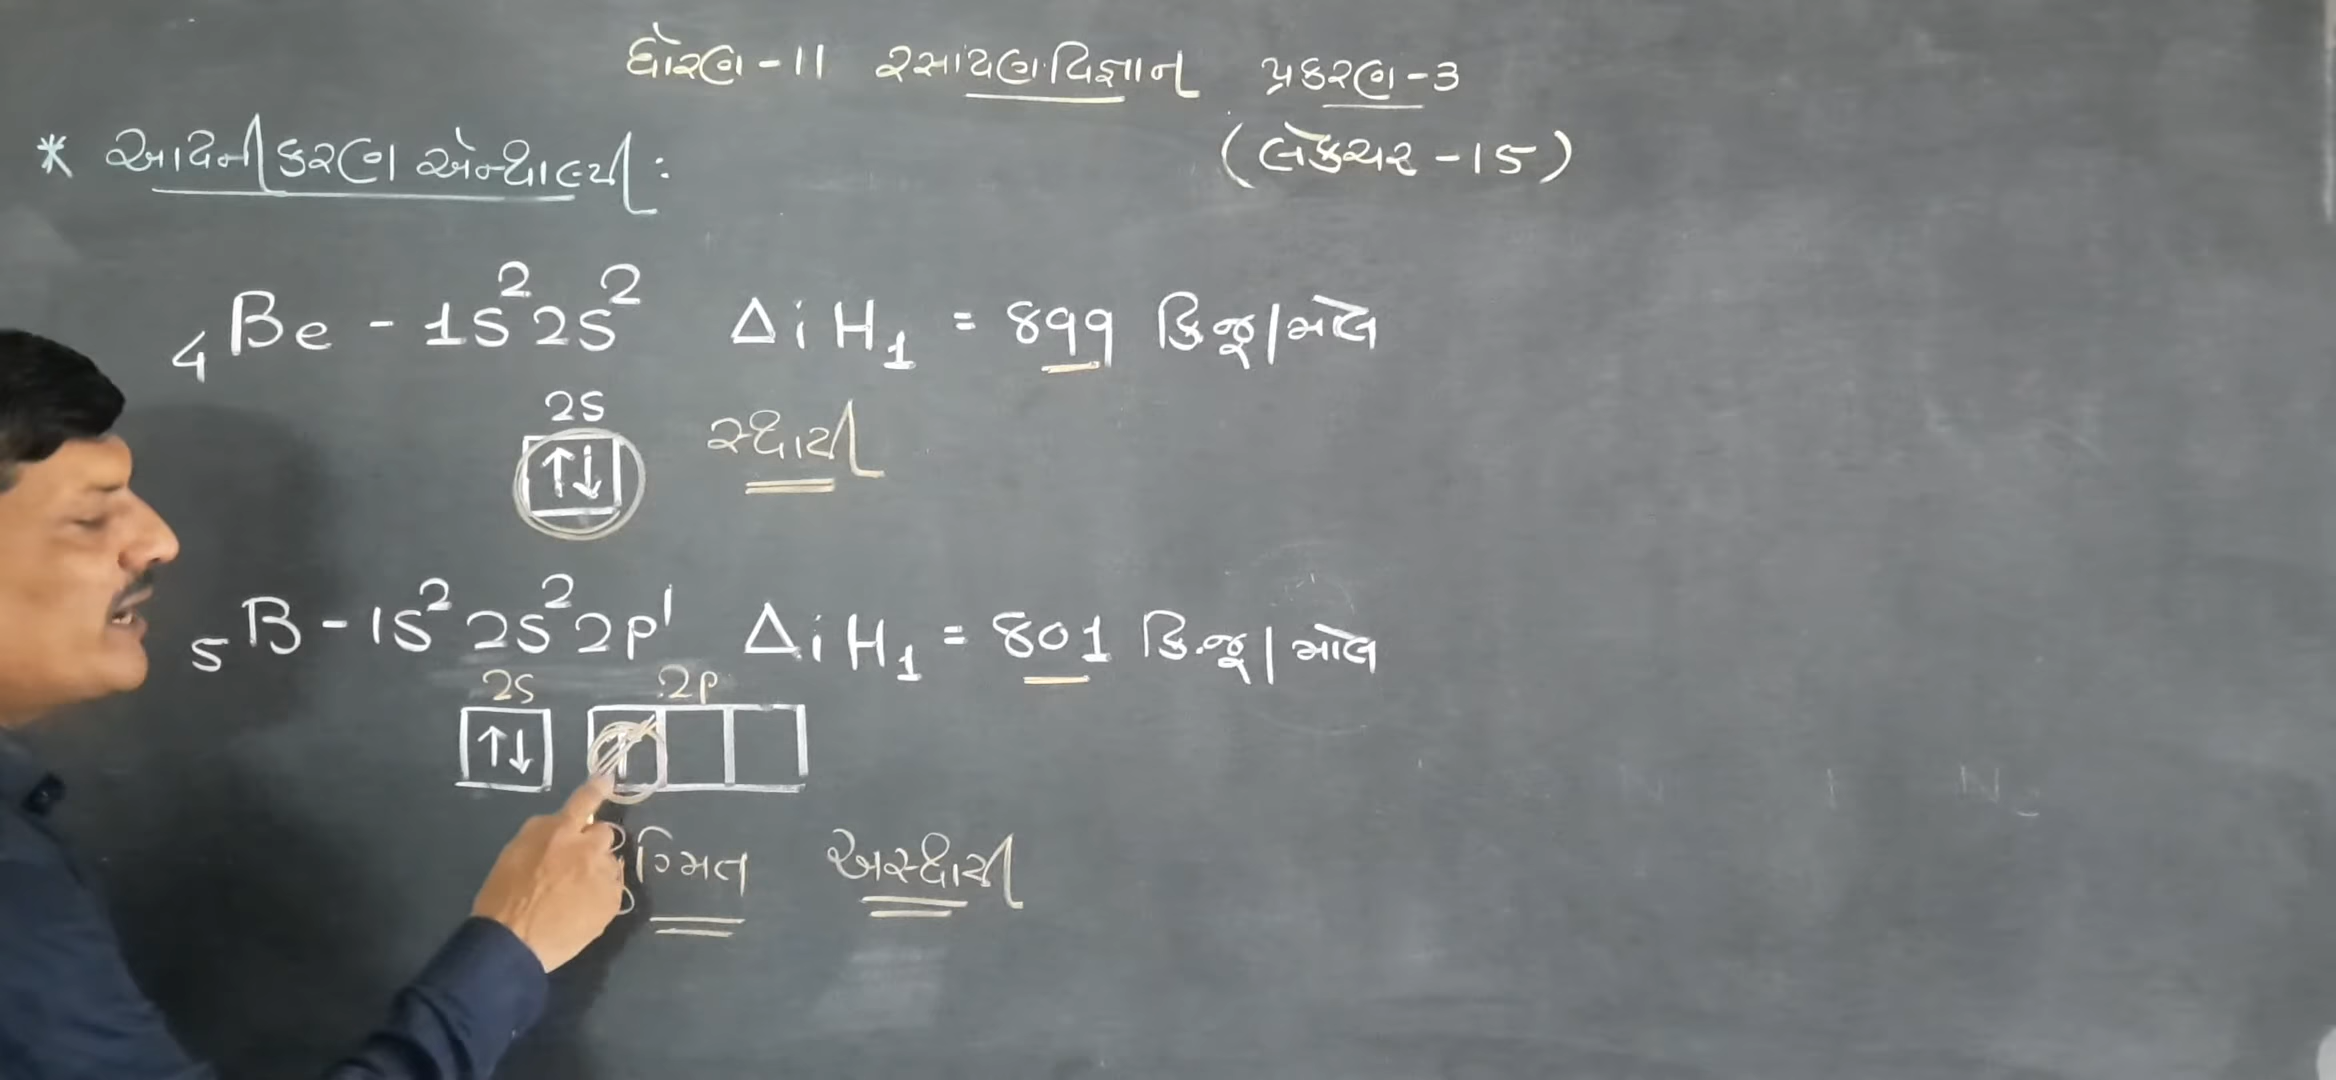 ધોરણ-11 રસાયણવિજ્ઞાન પ્રકરણ-3
(લેક્ચર-15)
* આયનીકરણ એન્થાલ્પી :
₄Be - 1s² 2s² ΔiH₁ = 899 કિજૂ/મોલ
2s
↑↓ સ્થાયી
₅B - 1s² 2s² 2p¹ ΔiH₁ = 801 કિ.જૂ/મોલ
2s 2p
↑↓ ↑
અસ્થાયી